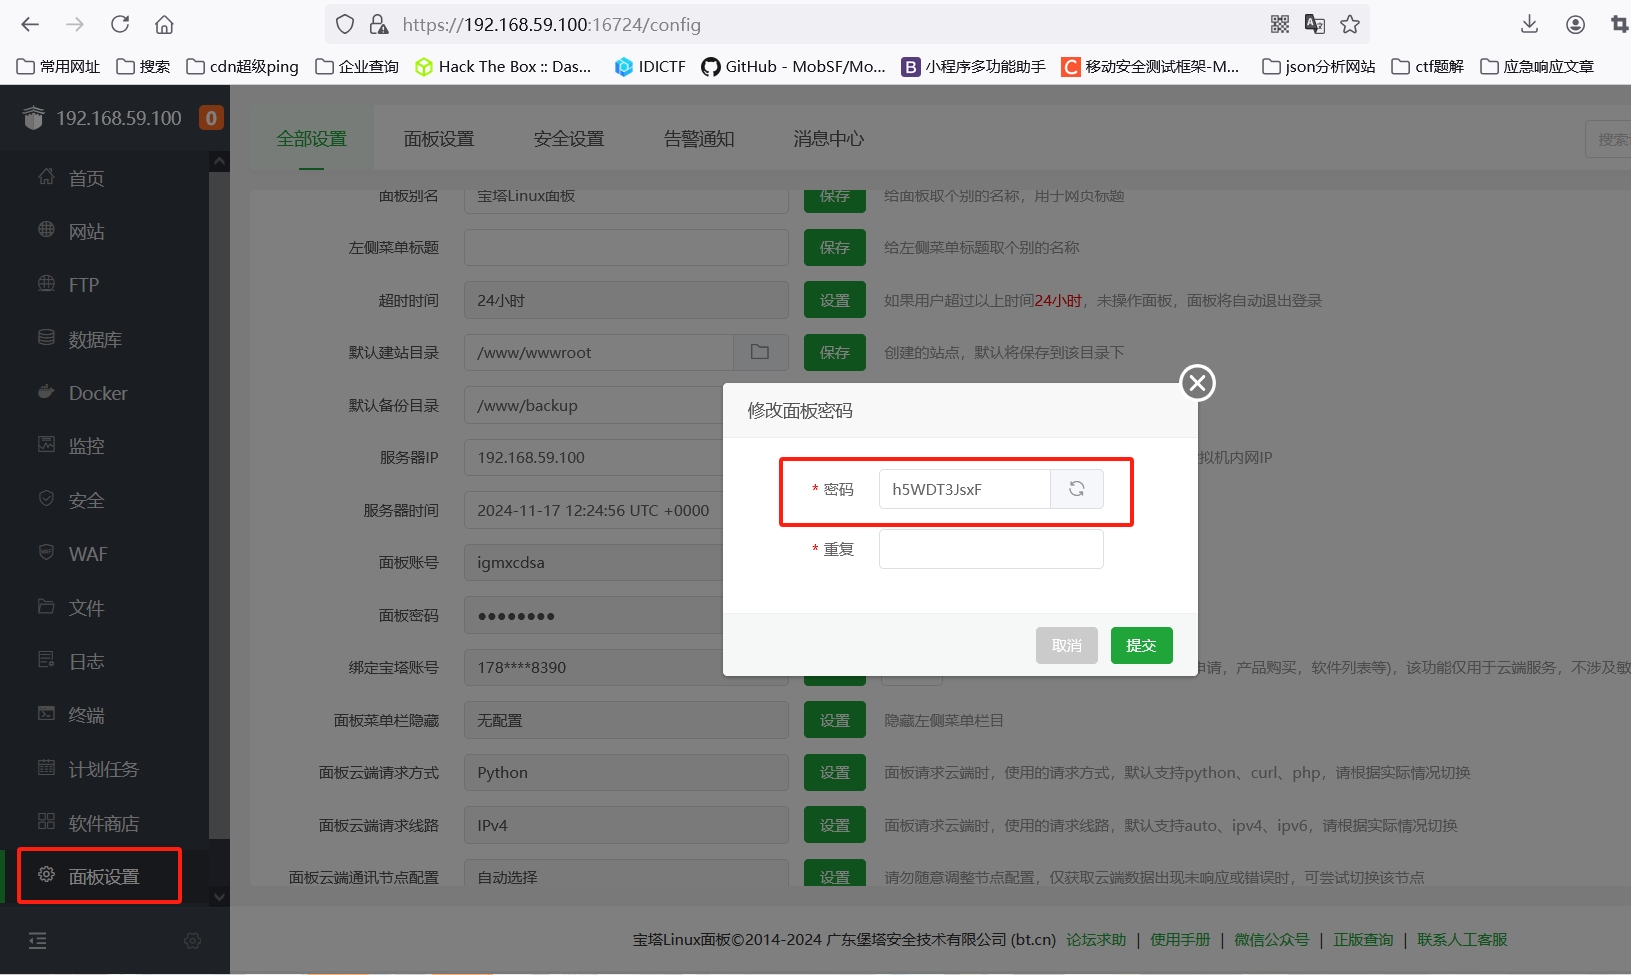 https://192.168.59.100:16724/config
常用网址 搜索 cdn超级ping 企业查询 Hack The Box :: Das... IDICTF GitHub - MobSF/Mo... B 小程序多功能助手 C 移动安全测试框架-M... json分析网站 ctf题解 应急响应文章
192.168.59.100 0
首页
网站
FTP
数据库
Docker
监控
安全
WAF
文件
日志
终端
计划任务
软件商店
面板设置
全部设置 面板设置 安全设置 告警通知 消息中心 搜索
面板别名 宝塔Linux面板 保存 给面板取个别的名称，用于网页标题
左侧菜单标题 保存 给左侧菜单标题取个别的名称
超时时间 24小时 设置 如果用户超过以上时间24小时，未操作面板，面板将自动退出登录
默认建站目录 /www/wwwroot 保存 创建的站点，默认将保存到该目录下
默认备份目录 /www/backup
服务器IP 192.168.59.100 拟机内网IP
服务器时间 2024-11-17 12:24:56 UTC +0000
面板账号 igmxcdsa
面板密码 ●●●●●●●●
绑定宝塔账号 178****8390 申请，产品购买，软件列表等)，该功能仅用于云端服务，不涉及敏
面板菜单栏隐藏 无配置 设置 隐藏左侧菜单栏目
面板云端请求方式 Python 设置 面板请求云端时，使用的请求方式，默认支持python、curl、php，请根据实际情况切换
面板云端请求线路 IPv4 设置 面板请求云端时，使用的请求线路，默认支持auto、ipv4、ipv6，请根据实际情况切换
面板云端通讯节点配置 自动选择 设置 请勿随意调整节点配置，仅获取云端数据出现未响应或错误时，可尝试切换该节点
修改面板密码
* 密码 h5WDT3JsxF
* 重复
取消 提交
宝塔Linux面板©2014-2024 广东堡塔安全技术有限公司 (bt.cn) 论坛求助 | 使用手册 | 微信公众号 | 正版查询 | 联系人工客服